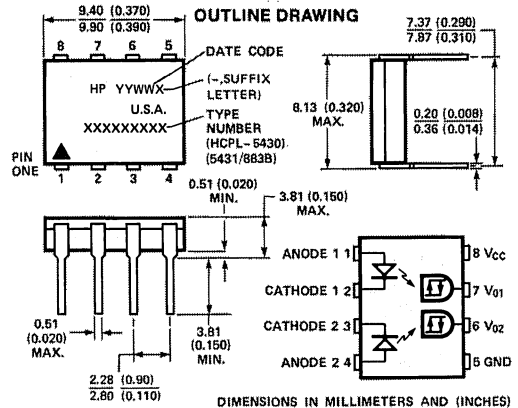 OUTLINE DRAWING
9.40 (0.370)
9.90 (0.390)
8 7 6 5
DATE CODE
HP YYWWX
(-,SUFFIX
LETTER)
U.S.A.
XXXXXXXXX
TYPE
NUMBER
(HCPL-5430)
(5431/883B)
PIN
ONE
1 2 3 4
7.37 (0.290)
7.87 (0.310)
8.13 (0.320)
MAX.
0.20 (0.008)
0.36 (0.014)
0.51 (0.020)
MIN.
3.81 (0.150)
MAX.
0.51
(0.020)
MAX.
3.81
(0.150)
MIN.
2.28 (0.90)
2.80 (0.110)
ANODE 1 1
CATHODE 1 2
CATHODE 2 3
ANODE 2 4
8 VCC
7 V01
6 V02
5 GND
DIMENSIONS IN MILLIMETERS AND (INCHES)